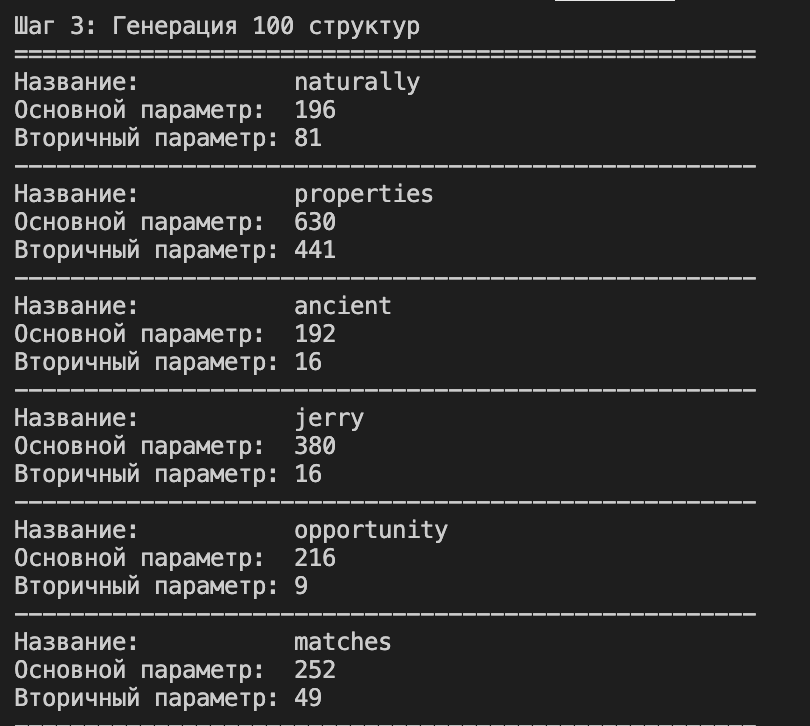 Шаг 3: Генерация 100 структур
=====================================================
Название: naturally
Основной параметр: 196
Вторичный параметр: 81
-----------------------------------------------------
Название: properties
Основной параметр: 630
Вторичный параметр: 441
-----------------------------------------------------
Название: ancient
Основной параметр: 192
Вторичный параметр: 16
-----------------------------------------------------
Название: jerry
Основной параметр: 380
Вторичный параметр: 16
-----------------------------------------------------
Название: opportunity
Основной параметр: 216
Вторичный параметр: 9
-----------------------------------------------------
Название: matches
Основной параметр: 252
Вторичный параметр: 49